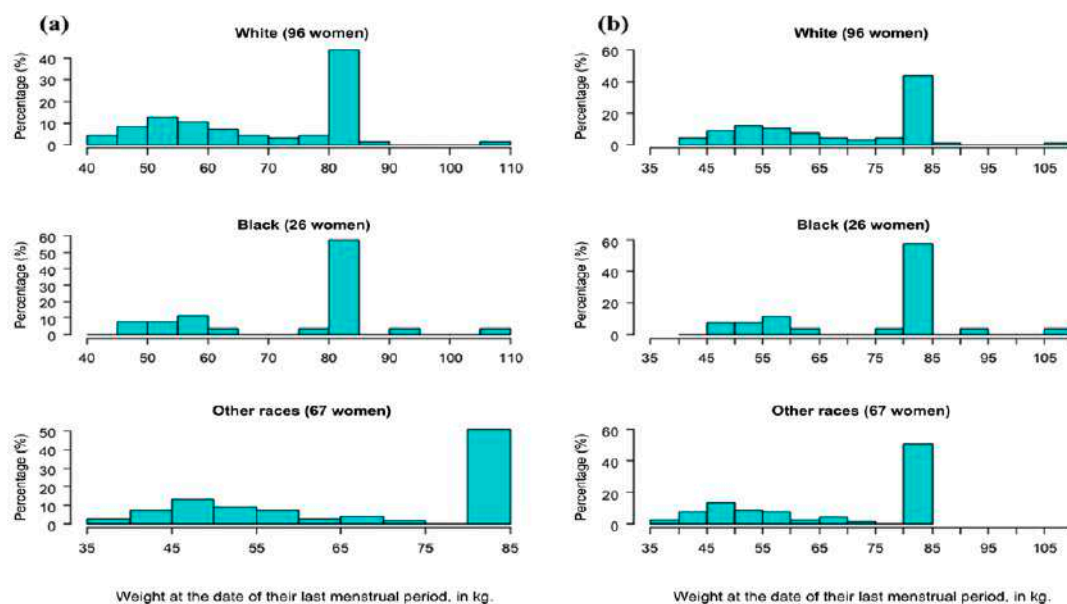 (a)
White (96 women)
Percentage (%)
40
30
20
10
0
40 50 60 70 80 90 100 110
Black (26 women)
Percentage (%)
60
50
40
30
20
10
0
40 50 60 70 80 90 100 110
Other races (67 women)
Percentage (%)
50
40
30
20
10
0
35 45 55 65 75 85
Weight at the date of their last menstrual period, in kg.
(b)
White (96 women)
Percentage (%)
60
40
20
0
35 45 55 65 75 85 95 105
Black (26 women)
Percentage (%)
60
40
20
0
35 45 55 65 75 85 95 105
Other races (67 women)
Percentage (%)
60
40
20
0
35 45 55 65 75 85 95 105
Weight at the date of their last menstrual period, in kg.